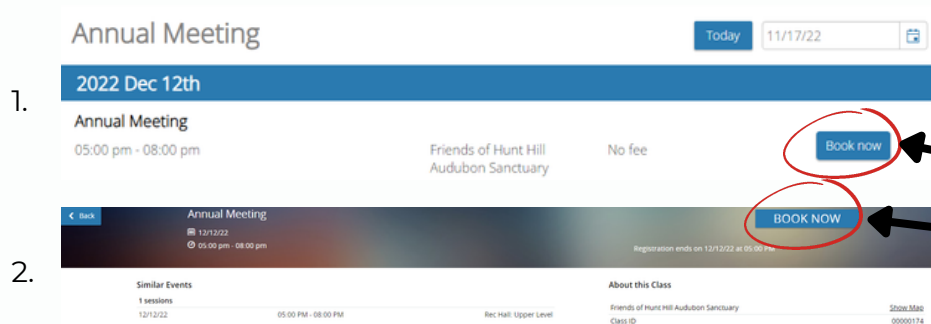 Annual Meeting
Today
11/17/22
2022 Dec 12th
1.
Annual Meeting
05:00 pm - 08:00 pm
Friends of Hunt Hill
Audubon Sanctuary
No fee
Book now
Back
Annual Meeting
12/12/22
05:00 pm - 08:00 pm
BOOK NOW
Registration ends on 12/12/22 at 05:00 PM
2.
Similar Events
1 sessions
12/12/22 05:00 PM - 08:00 PM Rec Hall: Upper Level
About this Class
Friends of Hunt Hill Audubon Sanctuary Show Map
Class ID 00000174